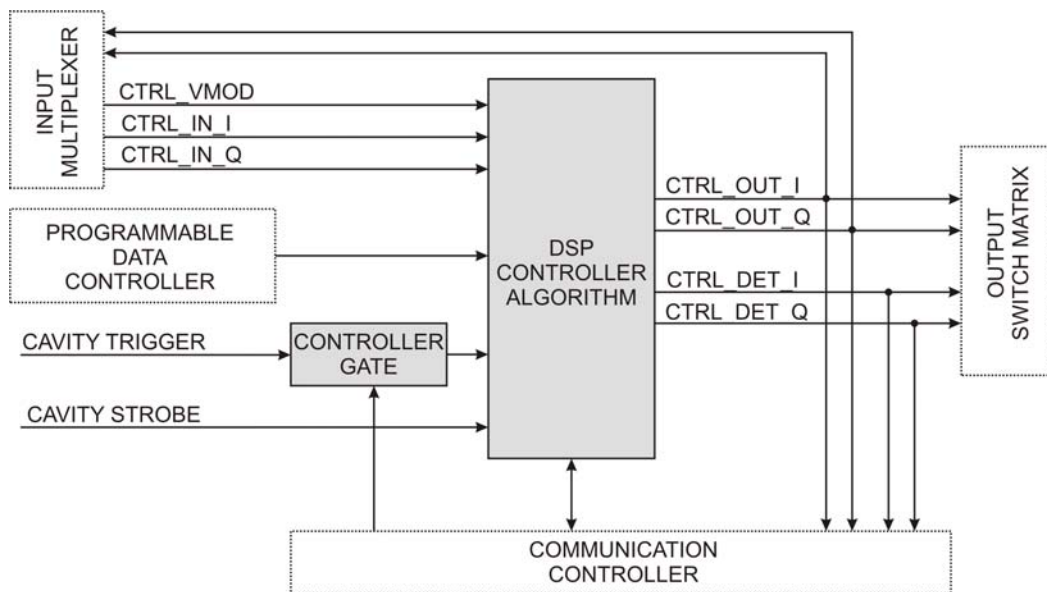 INPUT
MULTIPLEXER
CTRL_VMOD
CTRL_IN_I
CTRL_IN_Q
PROGRAMMABLE
DATA
CONTROLLER
CAVITY TRIGGER
CONTROLLER
GATE
CAVITY STROBE
DSP
CONTROLLER
ALGORITHM
CTRL_OUT_I
CTRL_OUT_Q
CTRL_DET_I
CTRL_DET_Q
OUTPUT
SWITCH MATRIX
COMMUNICATION
CONTROLLER